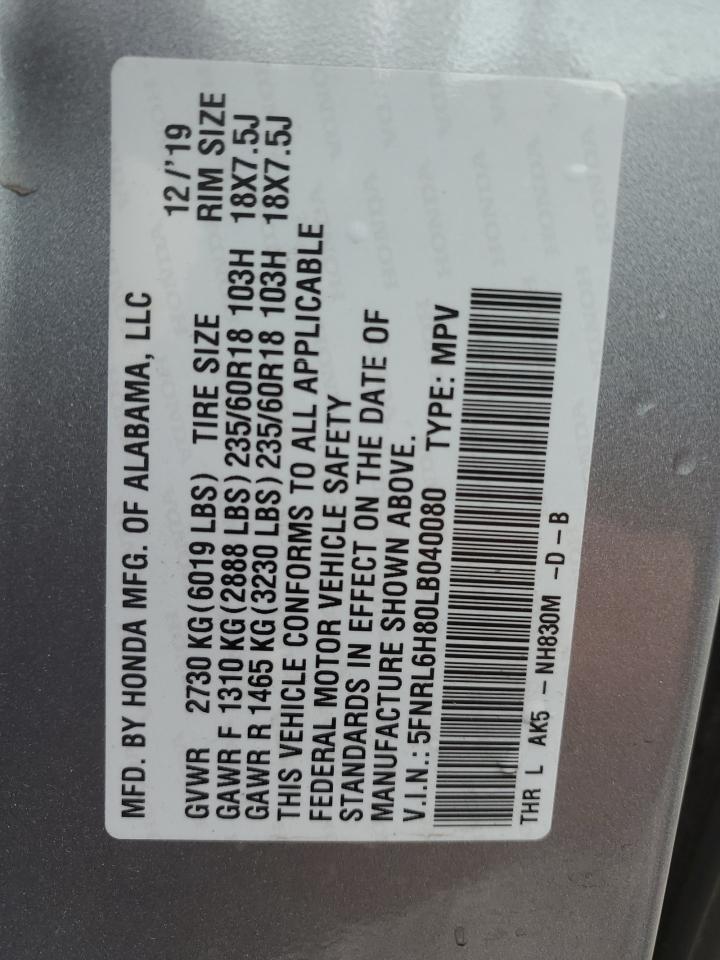 MFD. BY HONDA MFG. OF ALABAMA, LLC 12/'19
GVWR 2730 KG(6019 LBS) TIRE SIZE RIM SIZE
GAWR F 1310 KG(2888 LBS) 235/60R18 103H 18X7.5J
GAWR R 1465 KG(3230 LBS) 235/60R18 103H 18X7.5J
THIS VEHICLE CONFORMS TO ALL APPLICABLE
FEDERAL MOTOR VEHICLE SAFETY
STANDARDS IN EFFECT ON THE DATE OF
MANUFACTURE SHOWN ABOVE.
V.I.N.: 5FNRL6H80LB040080 TYPE: MPV
THR L AK5 - NH830M -D-B